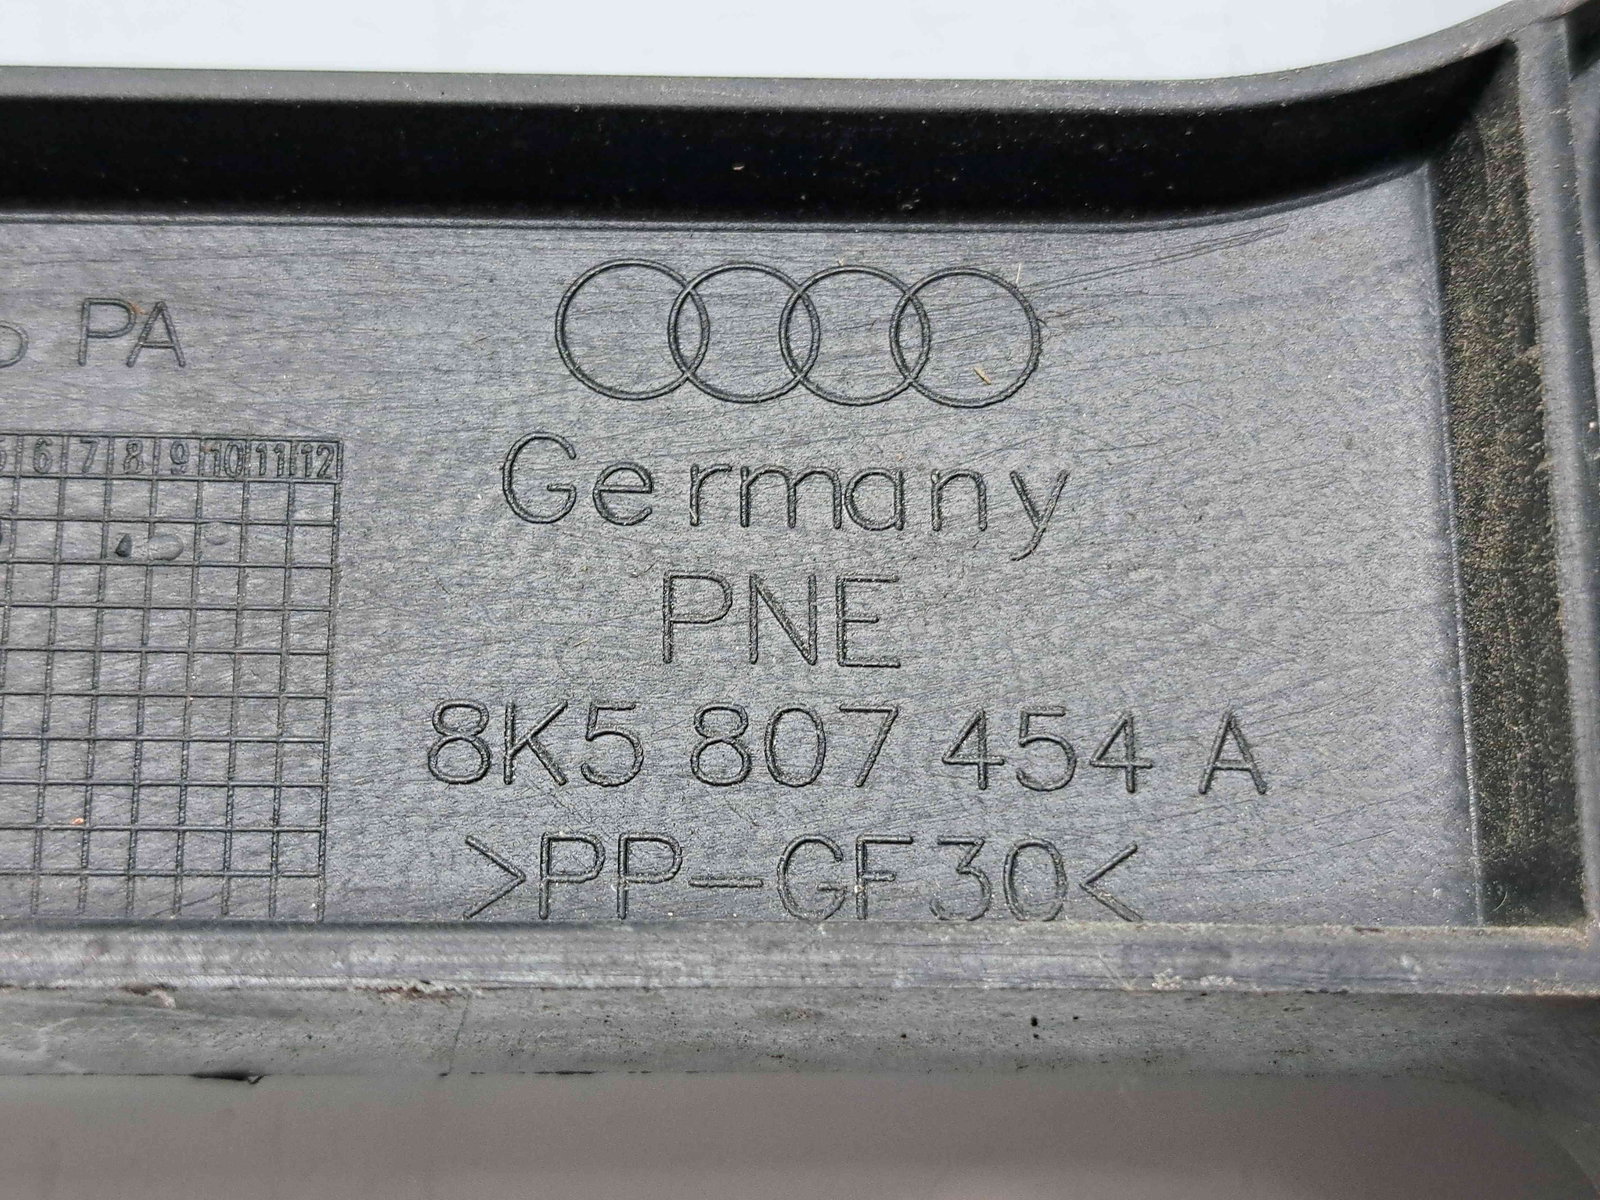 PA
6 7 8 9 10 11 12
Germany
PNE
8K5 807 454 A
>PP-GF30<